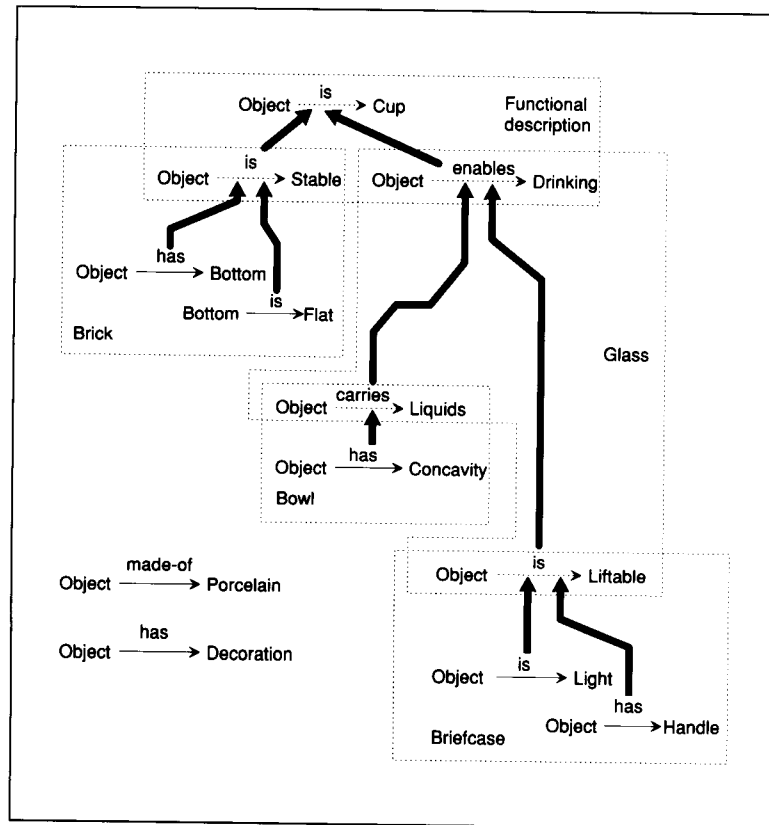 is
Object Cup
Functional
description
is
Object Stable
enables
Object Drinking
has
Object Bottom
is
Bottom Flat
Brick
Glass
carries
Object Liquids
has
Object Concavity
Bowl
is
Object Liftable
made-of
Object Porcelain
has
Object Decoration
is
Object Light
has
Object Handle
Briefcase